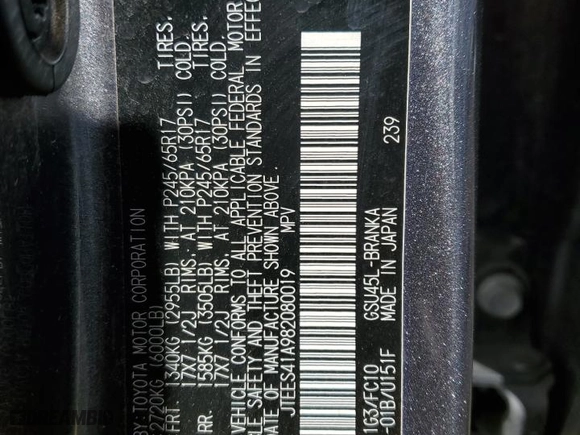 BY TOYOTA MOTOR CORPORATION
2720KG (6000LB)
FRT. 1340KG (2955LB) WITH P245/65R17 TIRES,
17X7 1/2J RIMS, AT 210KPA (30PSI) COLD.
RR. 1585KG (3505LB) WITH P245/65R17 TIRES,
17X7 1/2J RIMS, AT 210KPA (30PSI) COLD.
VEHICLE CONFORMS TO ALL APPLICABLE FEDERAL MOTOR
VEHICLE SAFETY AND THEFT PREVENTION STANDARDS IN EFFEC
DATE OF MANUFACTURE SHOWN ABOVE.
JTEES41A982080019 MPV
1G3/FC10 GSU45L-BRANKA 239
-01B/U151F MADE IN JAPAN